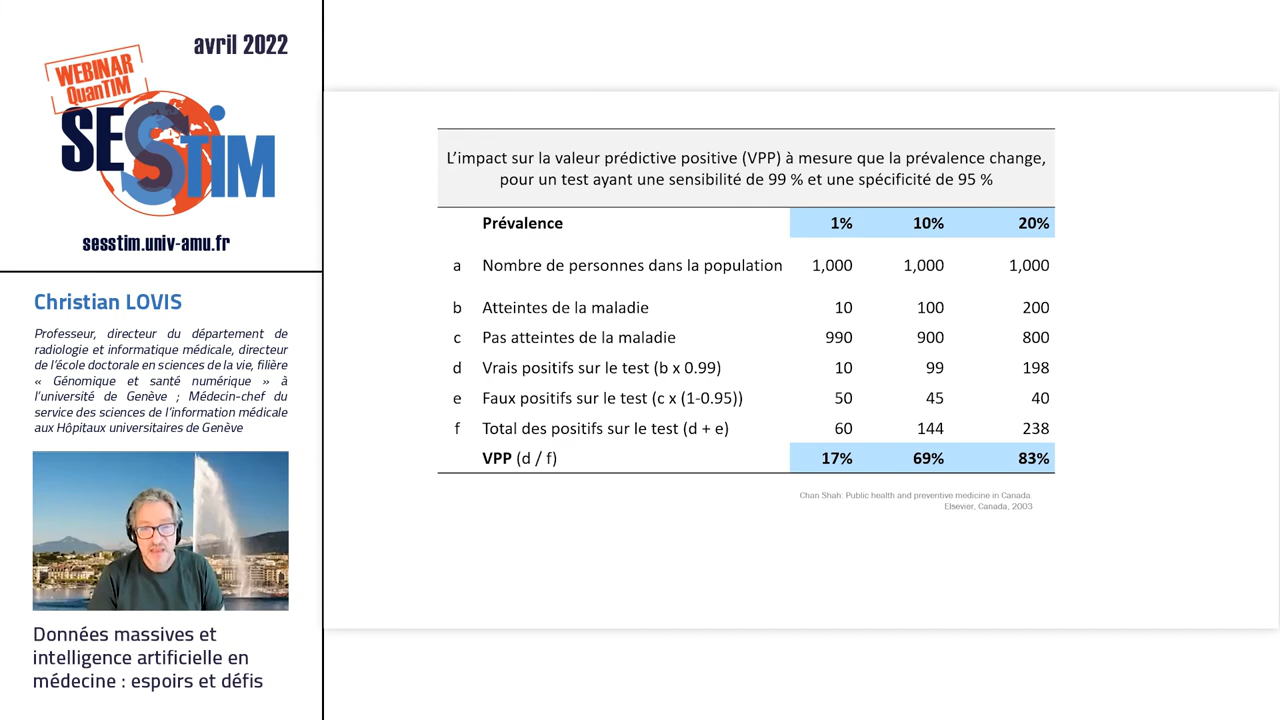 avril 2022
WEBINAR
QuanTIM
SESSTIM
sesstim.univ-amu.fr
Christian LOVIS
Professeur, directeur du département de
radiologie et informatique médicale, directeur
de l'école doctorale en sciences de la vie, filière
« Génomique et santé numérique » à
l'université de Genève ; Médecin-chef du
service des sciences de l'information médicale
aux Hôpitaux universitaires de Genève
Données massives et
intelligence artificielle en
médecine : espoirs et défis
L'impact sur la valeur prédictive positive (VPP) à mesure que la prévalence change,
pour un test ayant une sensibilité de 99 % et une spécificité de 95 %
Prévalence 1% 10% 20%
a Nombre de personnes dans la population 1,000 1,000 1,000
b Atteintes de la maladie 10 100 200
c Pas atteintes de la maladie 990 900 800
d Vrais positifs sur le test (b x 0.99) 10 99 198
e Faux positifs sur le test (c x (1-0.95)) 50 45 40
f Total des positifs sur le test (d + e) 60 144 238
VPP (d / f) 17% 69% 83%
Chan Shah: Public health and preventive medicine in Canada.
Elsevier, Canada, 2003